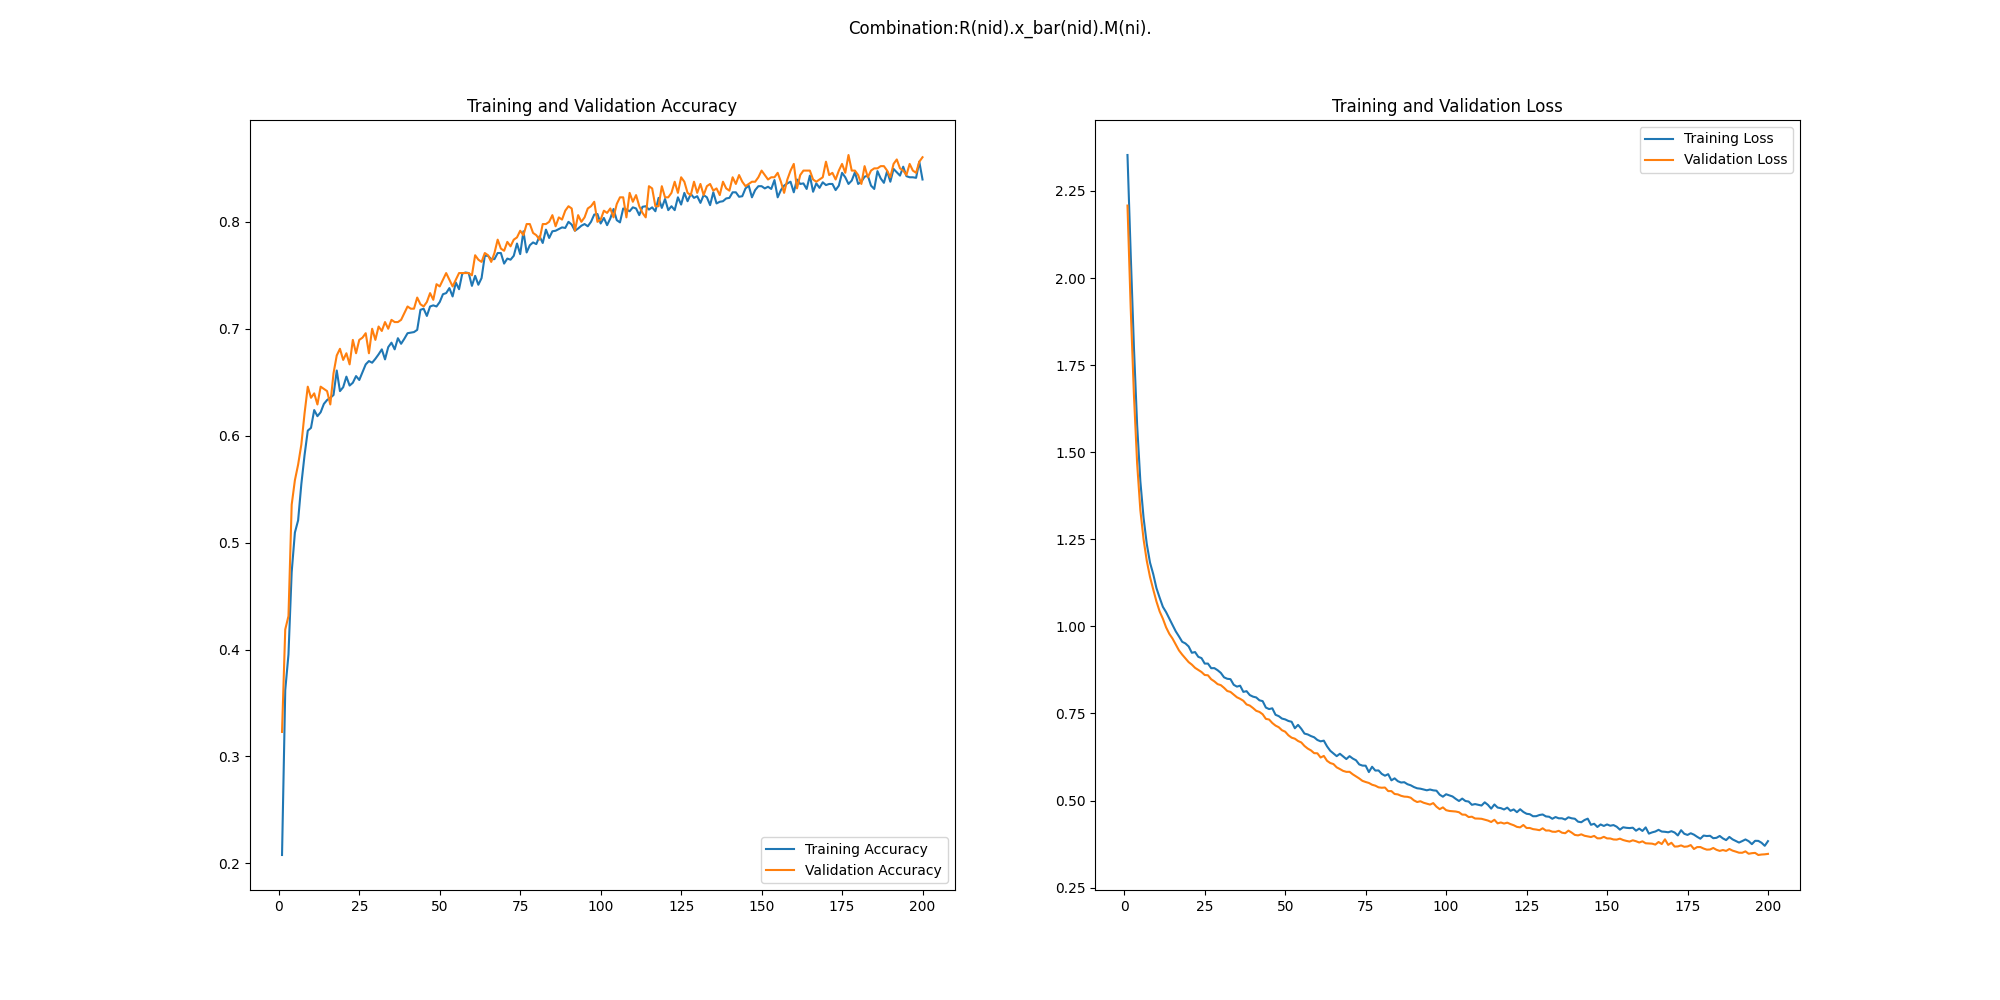 Combination:R(nid).x_bar(nid).M(ni).
Training and Validation Accuracy
0.8
0.7
0.6
0.5
0.4
0.3
0.2
0 25 50 75 100 125 150 175 200
Training Accuracy
Validation Accuracy
Training and Validation Loss
Training Loss
Validation Loss
2.25
2.00
1.75
1.50
1.25
1.00
0.75
0.50
0.25
0 25 50 75 100 125 150 175 200